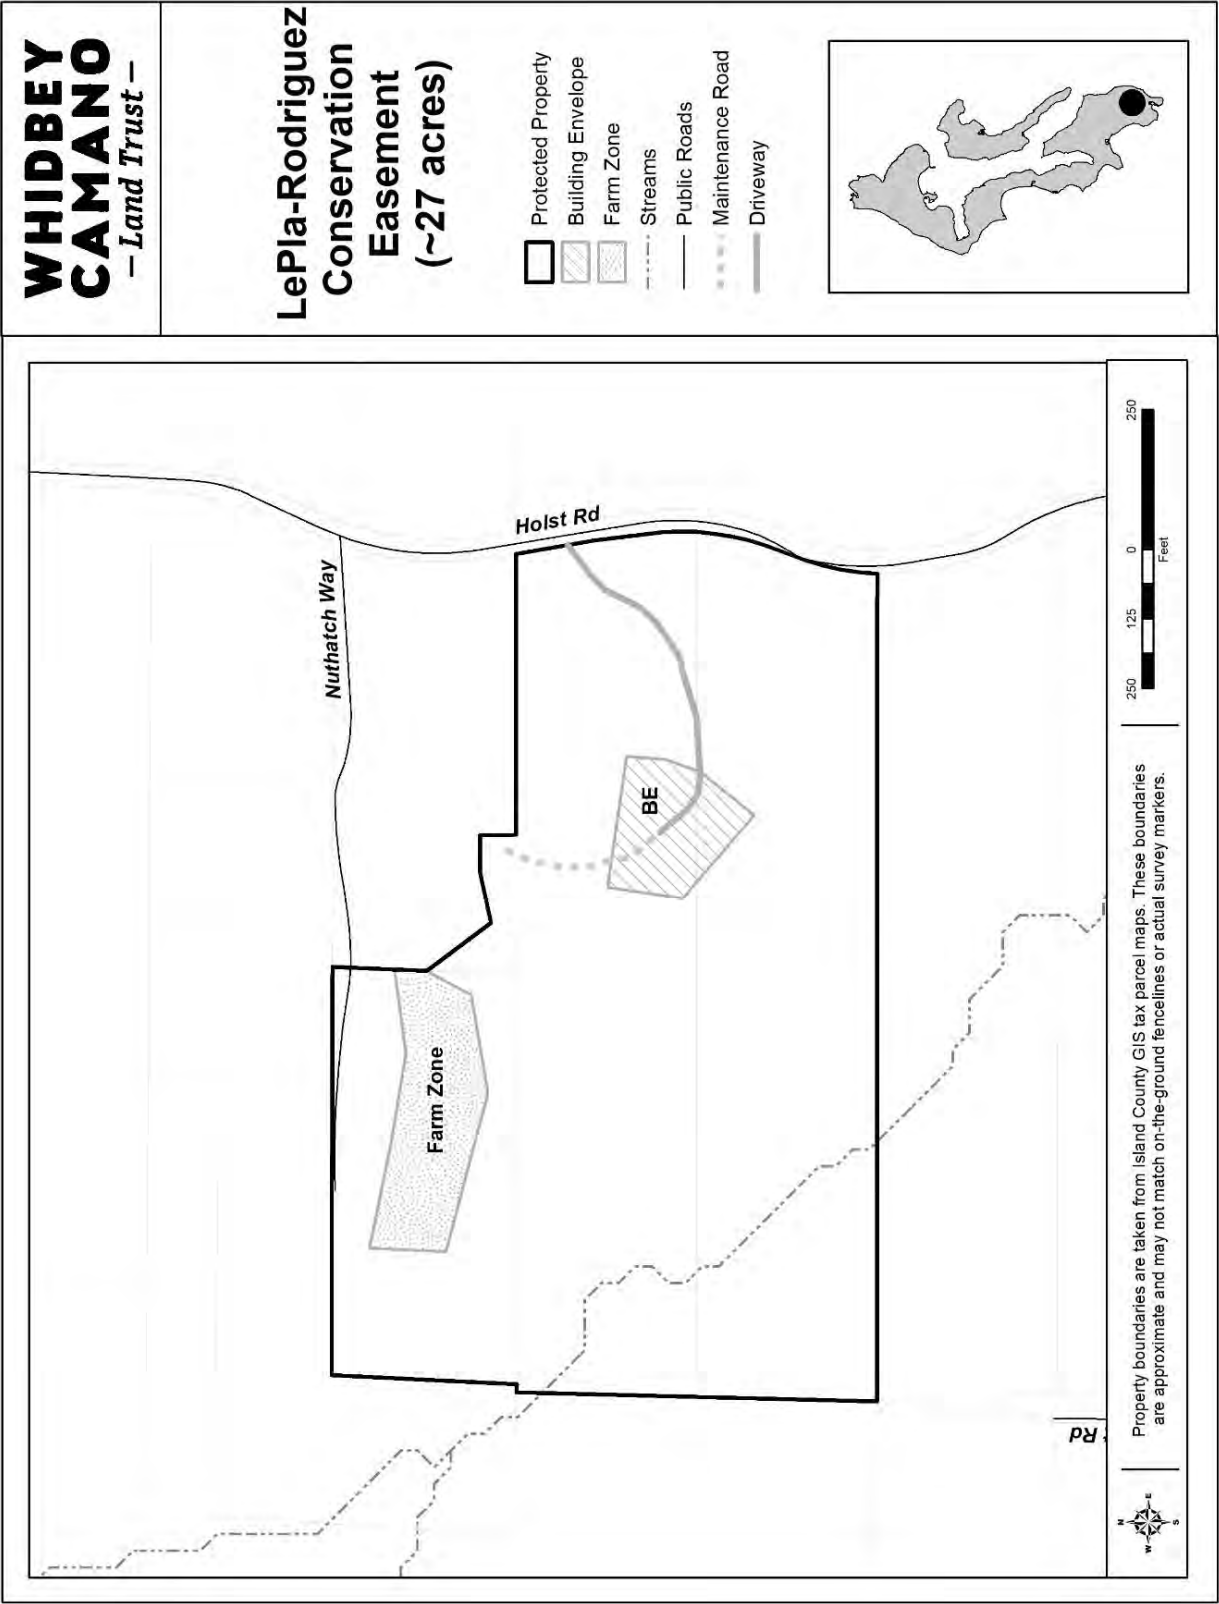 WHIDBEY
CAMANO
– Land Trust –
LePla-Rodriguez
Conservation
Easement
(~27 acres)
Protected Property
Building Envelope
Farm Zone
Streams
Public Roads
Maintenance Road
Driveway
Nuthatch Way
Holst Rd
BE
Farm Zone
Rd
N
W E
S
Property boundaries are taken from Island County GIS tax parcel maps. These boundaries
are approximate and may not match on-the-ground fencelines or actual survey markers.
250 125 0 250
Feet